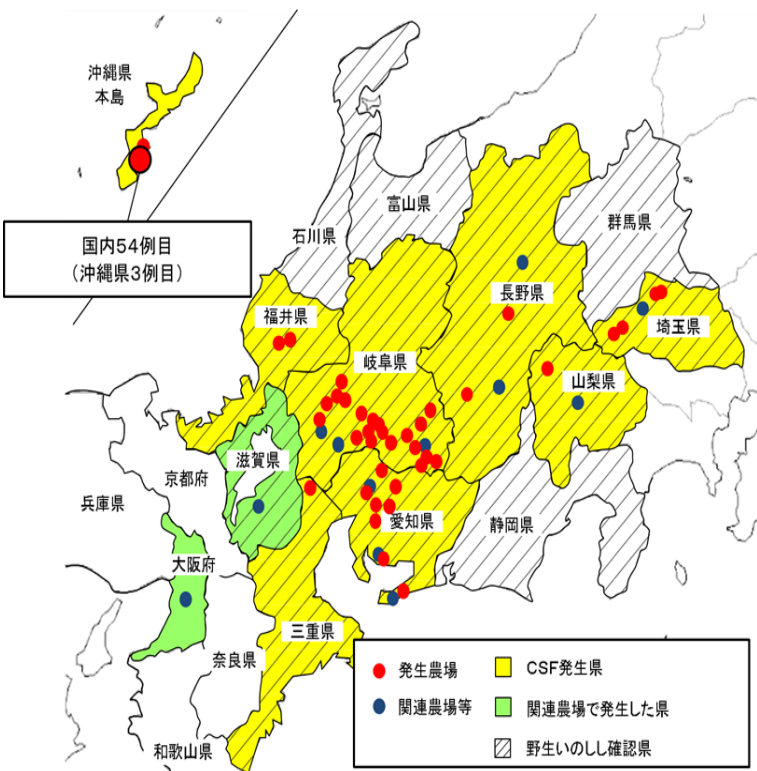 沖縄県
本島
国内54例目
（沖縄県3例目）
石川県
富山県
群馬県
長野県
福井県
埼玉県
岐阜県
山梨県
滋賀県
京都府
兵庫県
愛知県
静岡県
大阪府
三重県
奈良県
和歌山県
発生農場
CSF発生県
関連農場等
関連農場で発生した県
野生いのしし確認県